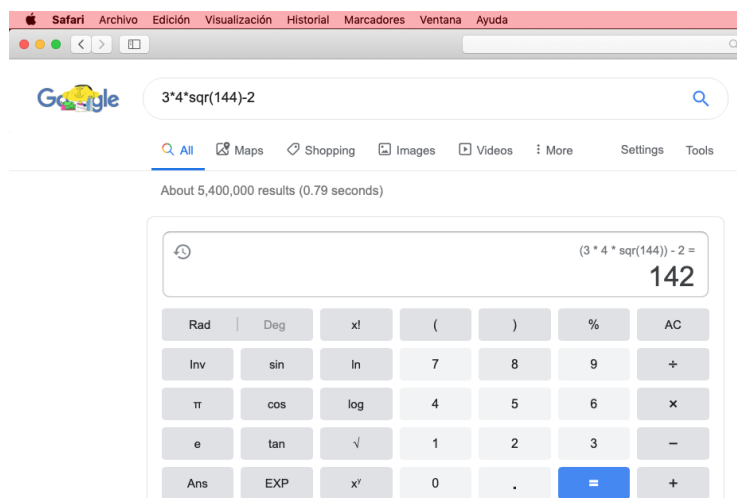 Safari Archivo Edición Visualización Historial Marcadores Ventana Ayuda
Google
3*4*sqr(144)-2
All Maps Shopping Images Videos More Settings Tools
About 5,400,000 results (0.79 seconds)
(3 * 4 * sqr(144)) - 2 =
142
Rad Deg x! ( ) % AC
Inv sin ln 7 8 9 ÷
π cos log 4 5 6 ×
e tan √ 1 2 3 −
Ans EXP xʸ 0 . = +